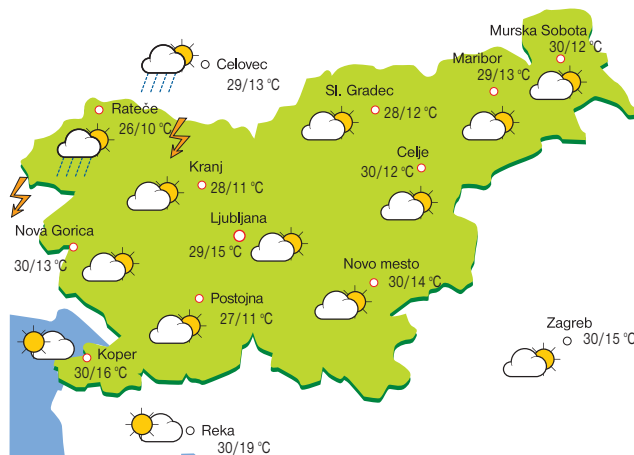 Murska Sobota
30/12 °C
Maribor
29/13 °C
Celovec
29/13 °C
Sl. Gradec
28/12 °C
Rateče
26/10 °C
Celje
30/12 °C
Kranj
28/11 °C
Ljubljana
29/15 °C
Nova Gorica
30/13 °C
Novo mesto
30/14 °C
Postojna
27/11 °C
Zagreb
30/15 °C
Koper
30/16 °C
Reka
30/19 °C